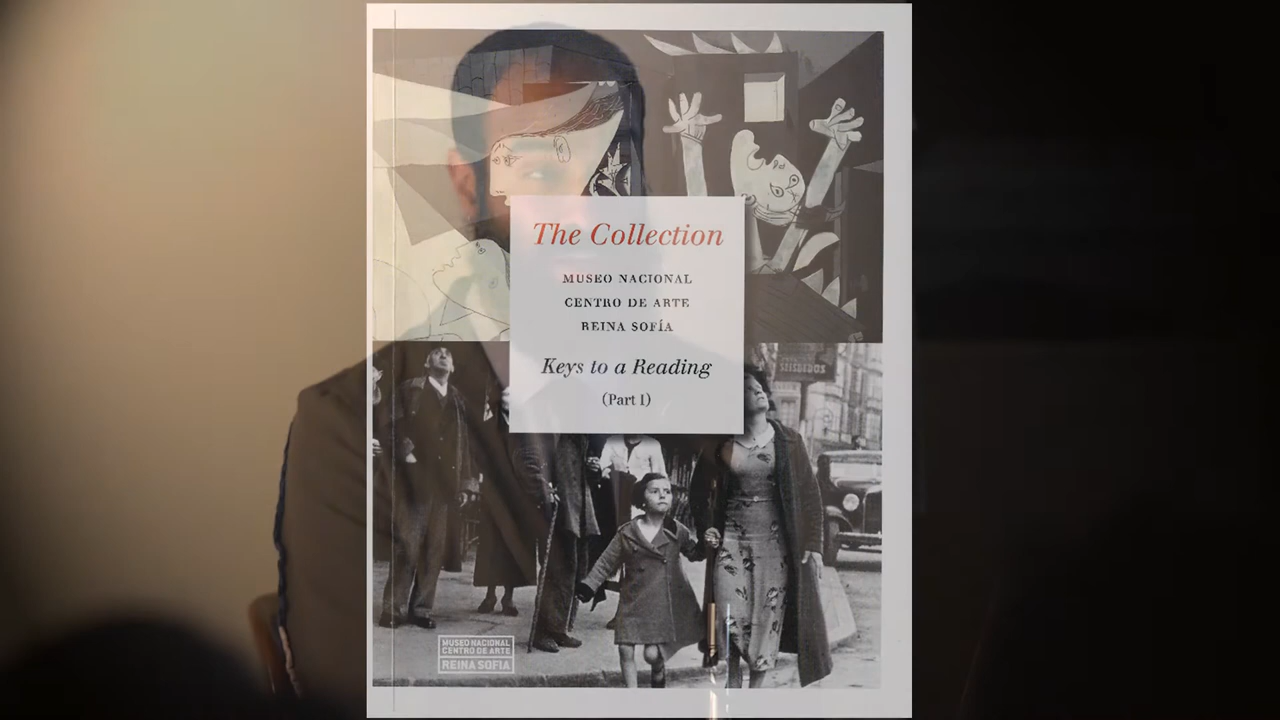 The Collection
MUSEO NACIONAL
CENTRO DE ARTE
REINA SOFÍA
Keys to a Reading
(Part I)
MUSEO NACIONAL
CENTRO DE ARTE
REINA SOFIA